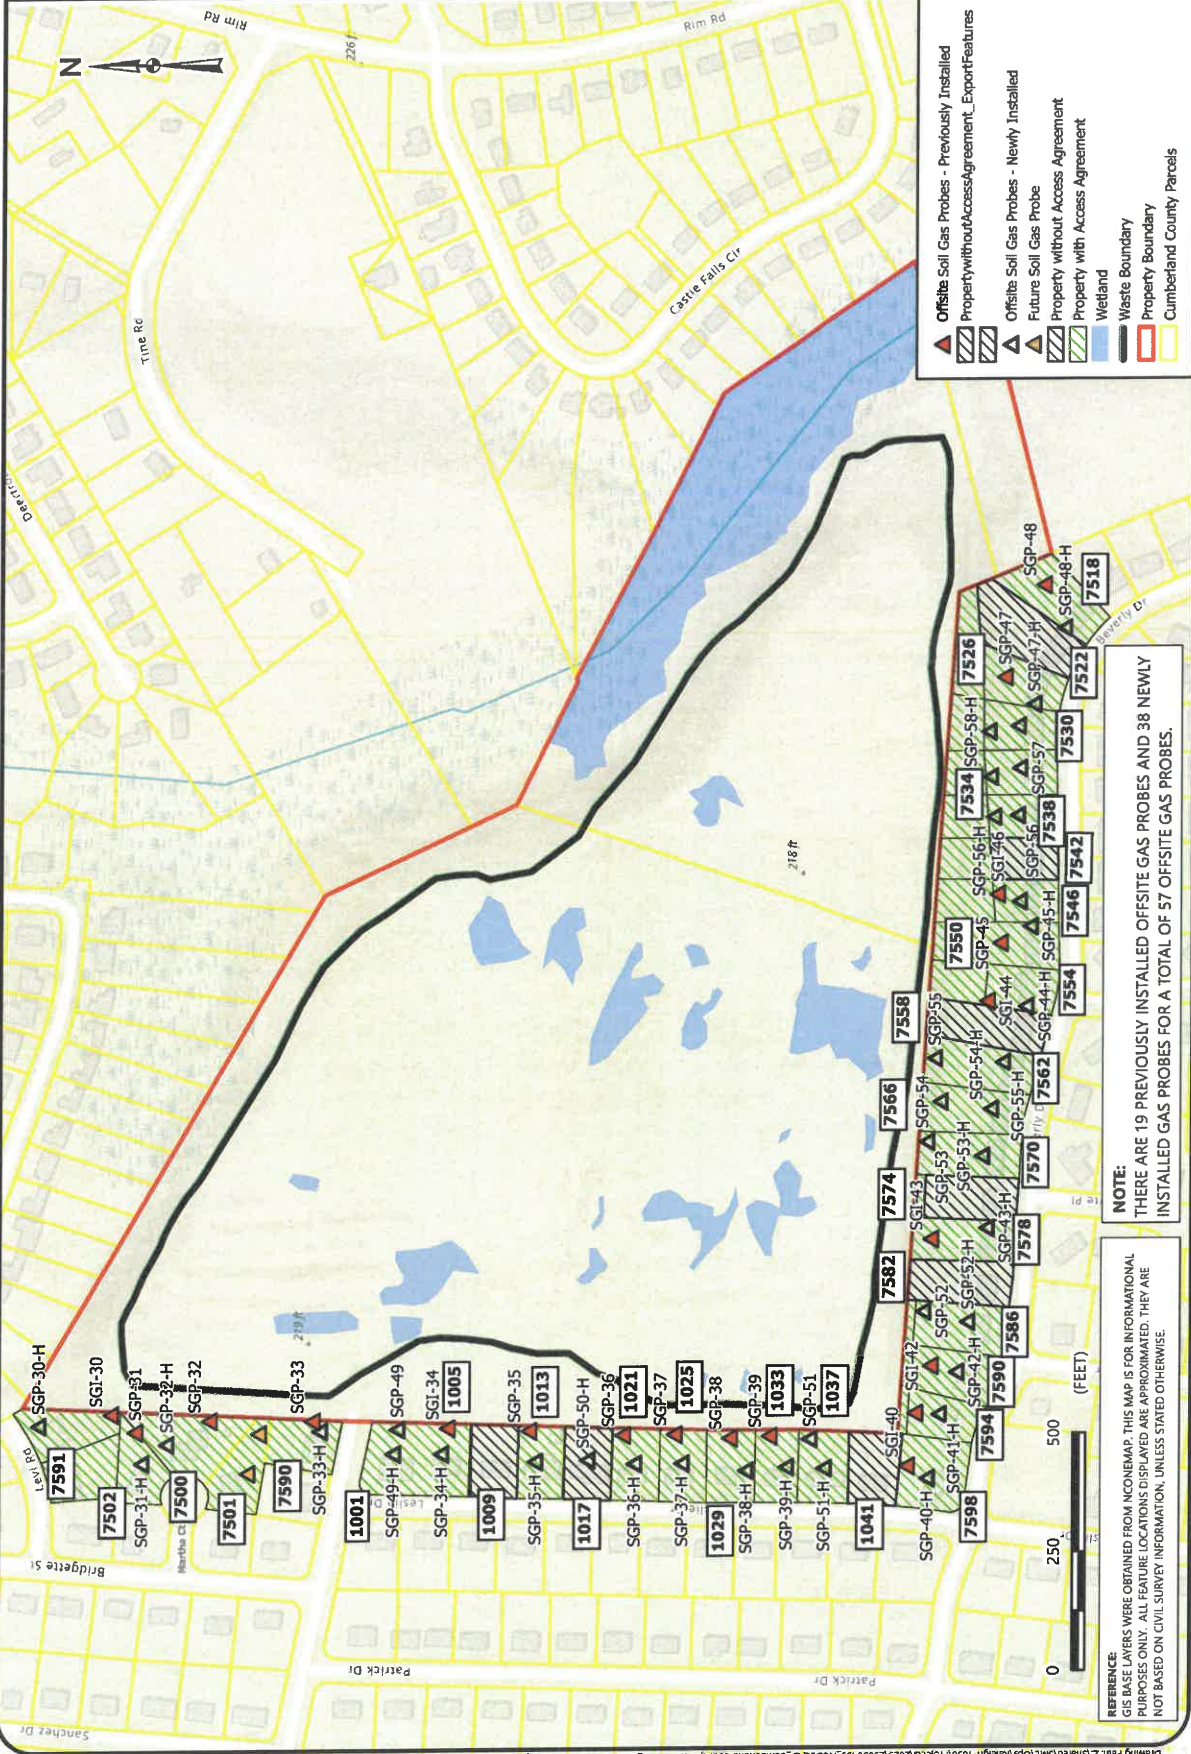 N
Rim Rd
Rim Rd
226 ft
Tine Rd
Castle Falls Cir
Levi Rd
Bridgette St
Martha Ct
Sanchez Dr
Patrick Dr
Patrick Dr
Beverly Dr
219 ft
218 ft
SGP-30-H
SGI-30
SGP-31
SGP-32-H
SGP-32
SGP-33
SGP-31-H
SGP-33-H
7591
7502
7500
7501
7590
1001
SGP-49
SGP-49-H
SGI-34
1005
SGP-34-H
1009
SGP-35
1013
SGP-35-H
1017
SGP-50-H
SGP-36
1021
SGP-36-H
SGP-37
1025
SGP-37-H
1029
SGP-38
SGP-38-H
SGP-39
1033
SGP-39-H
SGP-51
1037
SGP-51-H
1041
SGI-40
SGP-40-H
7598
SGP-41-H
7594
SGI-42
SGP-42-H
7590
7582
SGP-52
SGP-52-H
7586
7574
SGI-43
SGP-43-H
7578
SGP-53
SGP-53-H
7570
7566
SGP-54
SGP-54-H
SGP-55-H
7562
7558
SGP-55
SGI-44
SGP-44-H
7554
7550
SGP-45
SGP-45-H
7546
SGP-56-H
SGI-46
SGP-56
7542
7538
7534
SGP-58-H
SGP-57
7530
7526
SGP-47
SGP-47-H
7522
SGP-48
SGP-48-H
7518
Offsite Soil Gas Probes - Previously Installed
PropertywithoutAccessAgreement_ExportFeatures
Offsite Soil Gas Probes - Newly Installed
Future Soil Gas Probe
Property without Access Agreement
Property with Access Agreement
Wetland
Waste Boundary
Property Boundary
Cumberland County Parcels
NOTE:
THERE ARE 19 PREVIOUSLY INSTALLED OFFSITE GAS PROBES AND 38 NEWLY
INSTALLED GAS PROBES FOR A TOTAL OF 57 OFFSITE GAS PROBES.
0 250 500
(FEET)
REFERENCE:
GIS BASE LAYERS WERE OBTAINED FROM NCONEMAP. THIS MAP IS FOR INFORMATIONAL
PURPOSES ONLY. ALL FEATURE LOCATIONS DISPLAYED ARE APPROXIMATED. THEY ARE
NOT BASED ON CIVIL SURVEY INFORMATION, UNLESS STATED OTHERWISE.